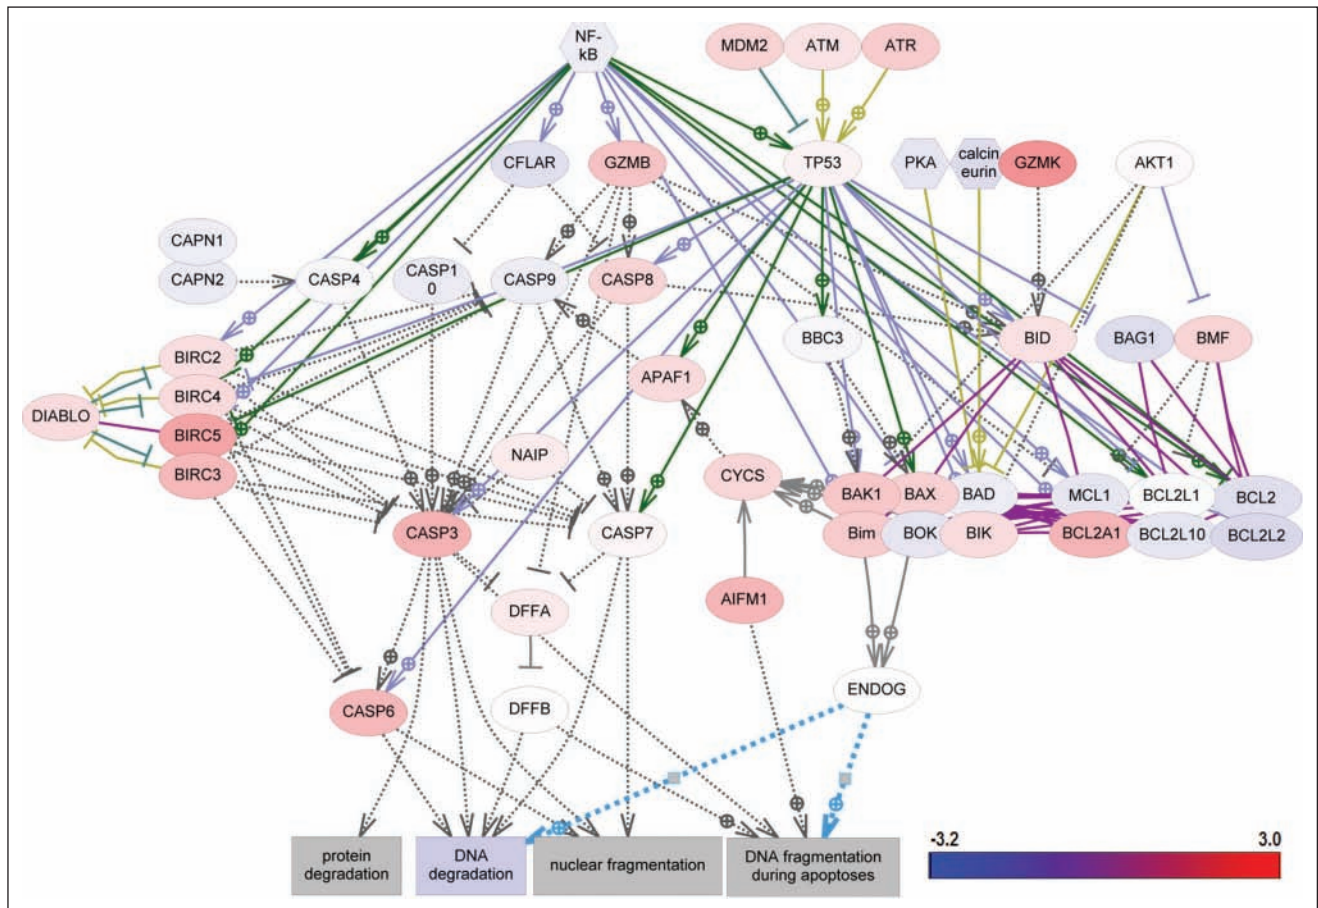 NF-
kB
MDM2
ATM
ATR
CFLAR
GZMB
TP53
PKA
calcin
eurin
GZMK
AKT1
CAPN1
CAPN2
CASP4
CASP1
0
CASP9
CASP8
BBC3
BID
BAG1
BMF
BIRC2
BIRC4
BIRC5
BIRC3
DIABLO
APAF1
NAIP
CYCS
BAK1
BAX
BAD
MCL1
BCL2L1
BCL2
Bim
BOK
BIK
BCL2A1
BCL2L10
BCL2L2
CASP3
CASP7
DFFA
AIFM1
CASP6
DFFB
ENDOG
protein
degradation
DNA
degradation
nuclear fragmentation
DNA fragmentation
during apoptoses
-3.2
3.0